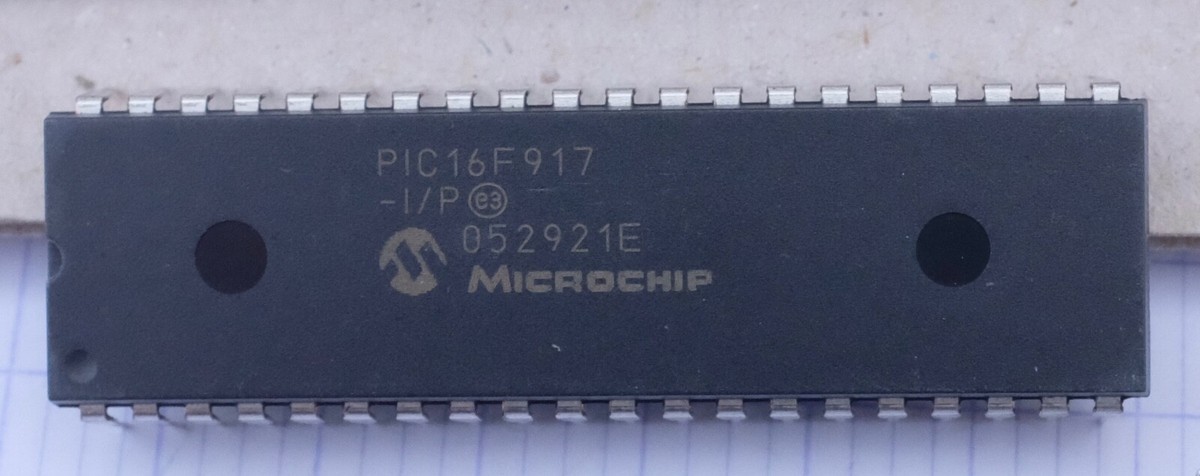 PIC16F917
-I/P e3
052921E
MICROCHIP